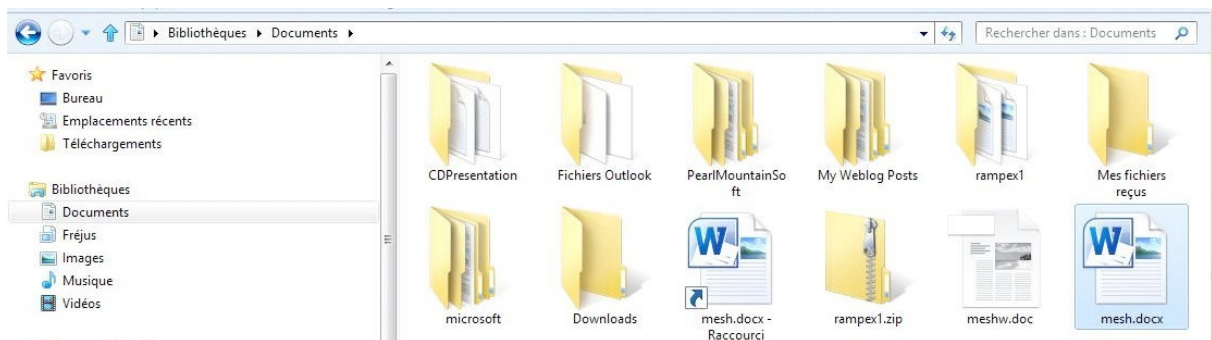 Bibliothèques Documents
Rechercher dans : Documents
Favoris
Bureau
Emplacements récents
Téléchargements
Bibliothèques
Documents
Fréjus
Images
Musique
Vidéos
CDPresentation
Fichiers Outlook
PearlMountainSo
ft
My Weblog Posts
rampex1
Mes fichiers
reçus
microsoft
Downloads
mesh.docx -
Raccourci
rampex1.zip
meshw.doc
mesh.docx